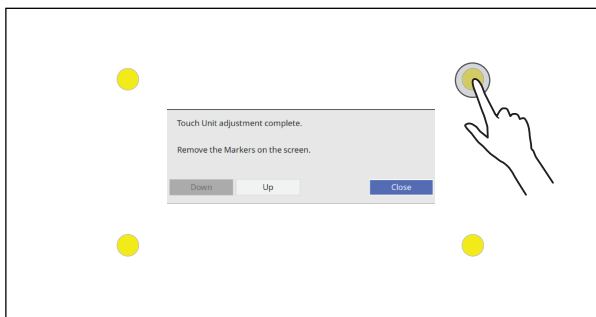 Touch Unit adjustment complete.
Remove the Markers on the screen.
Down Up Close